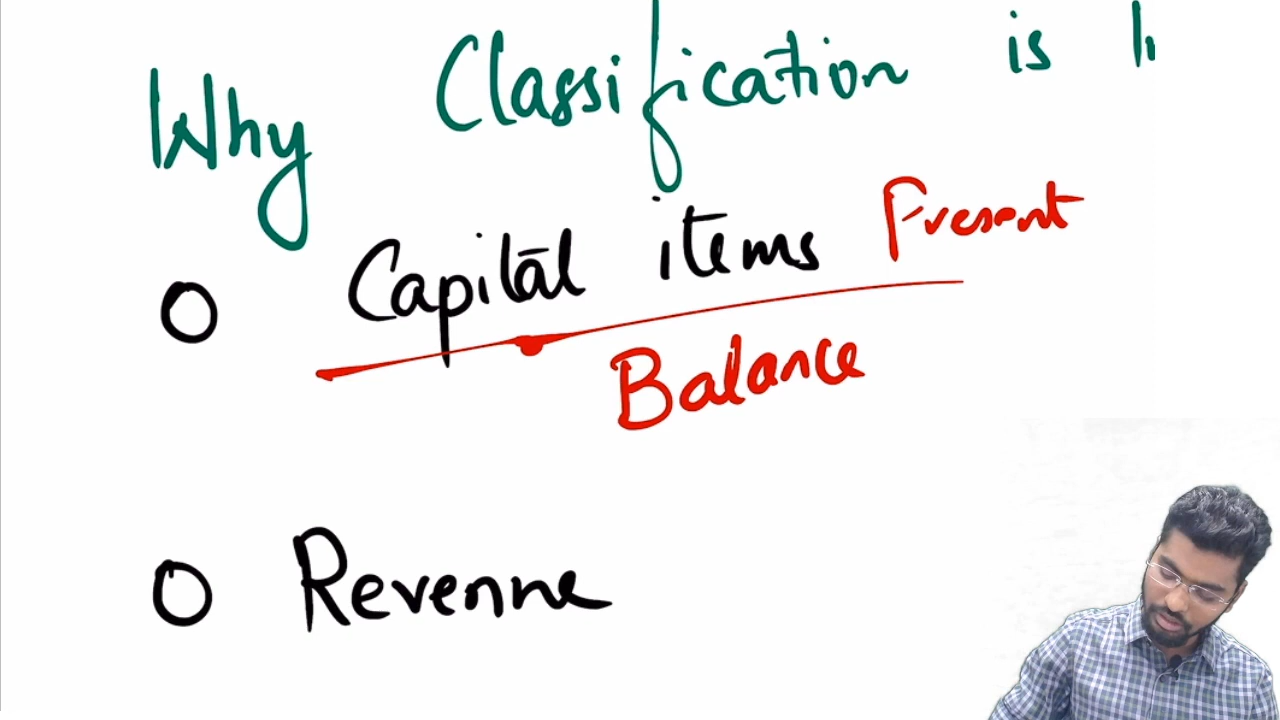 Why Classification is
O Capital items Present
Balance
O Revenue